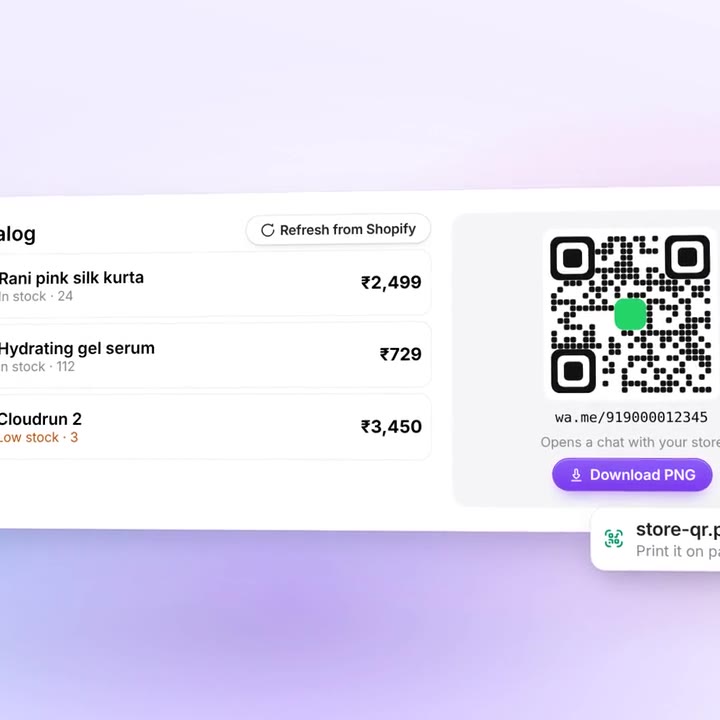 alog
Refresh from Shopify
Rani pink silk kurta
In stock · 24
₹2,499
Hydrating gel serum
In stock · 112
₹729
Cloudrun 2
Low stock · 3
₹3,450
wa.me/919000012345
Opens a chat with your store
Download PNG
store-qr.p
Print it on pa